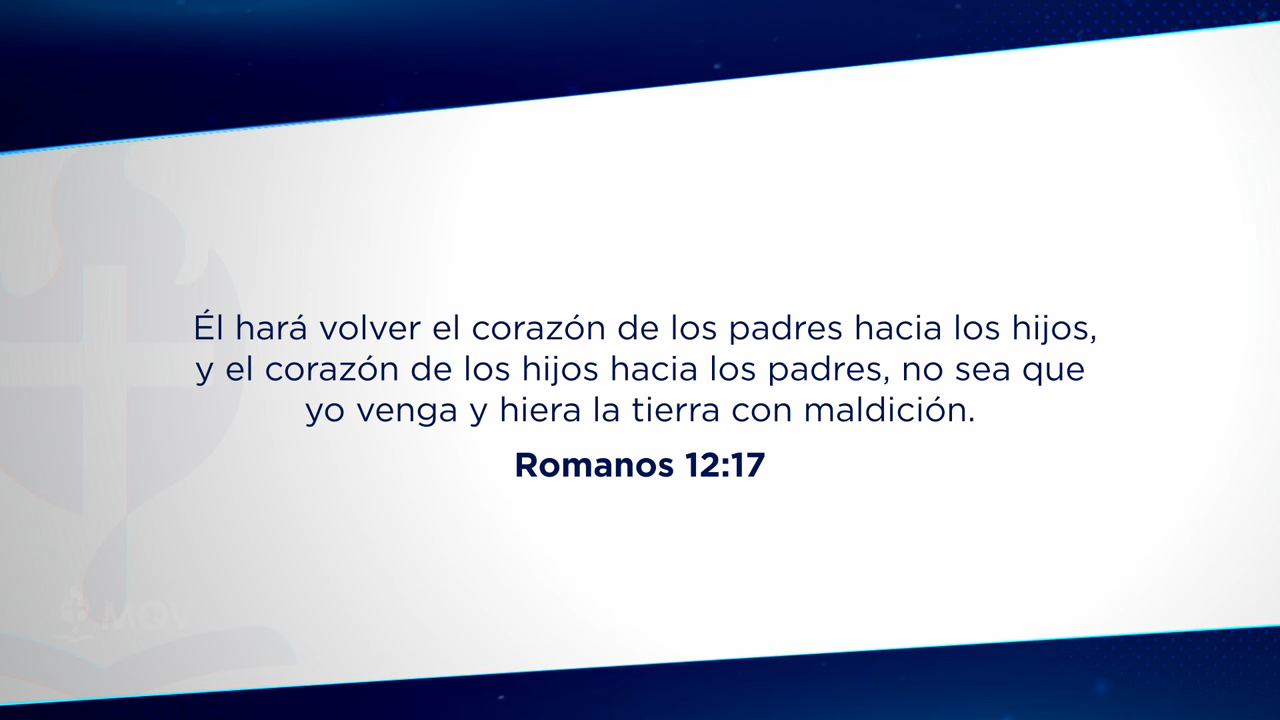 Él hará volver el corazón de los padres hacia los hijos,
y el corazón de los hijos hacia los padres, no sea que
yo venga y hiera la tierra con maldición.
Romanos 12:17
MQV